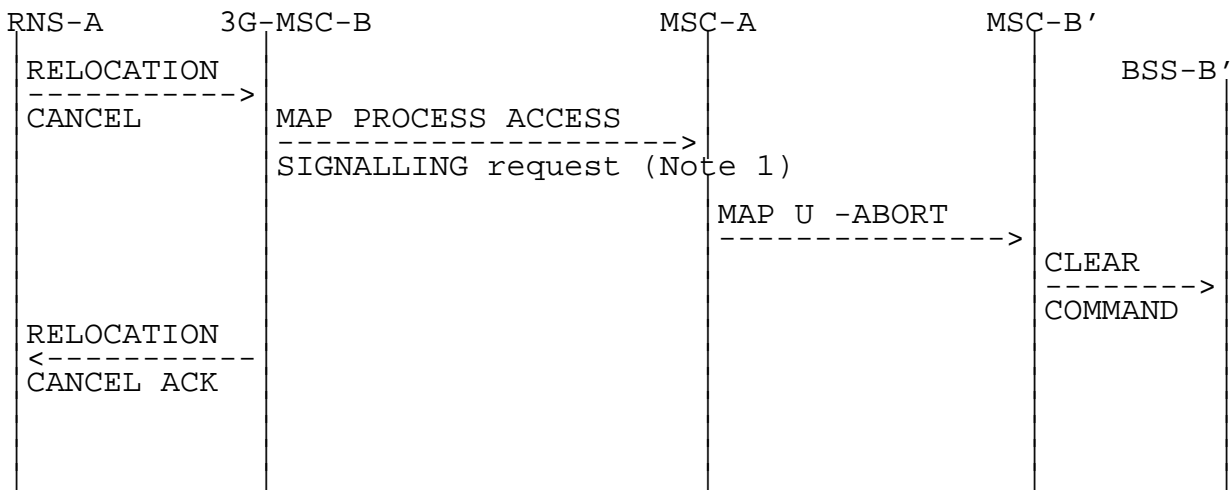 RNS-A 3G-MSC-B MSC-A MSC-B'
BSS-B'
RELOCATION
CANCEL
MAP PROCESS ACCESS
SIGNALLING request (Note 1)
MAP U -ABORT
CLEAR
COMMAND
RELOCATION
CANCEL ACK